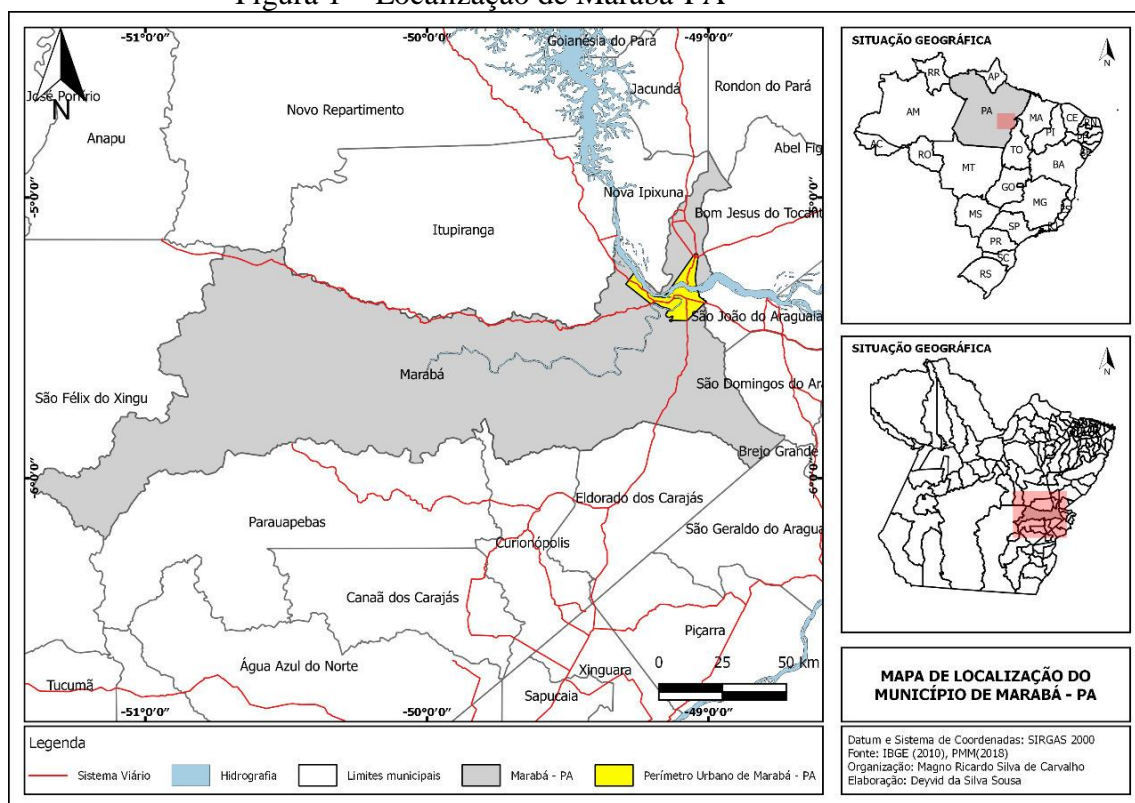 Figura 1 – Localização de Marabá-PA
-51°0'0"
-50°0'0"
-49°0'0"
Goianésia do Pará
José Porfírio
Novo Repartimento
Jacundá
Rondon do Pará
N
Anapu
Abel Fig
-5°0'0"
-5°0'0"
Nova Ipixuna
Bom Jesus do Tocant
Itupiranga
São João do Araguaia
Marabá
São Domingos do Ara
São Félix do Xingu
Brejo Grande
-6°0'0"
-6°0'0"
Eldorado dos Carajás
Parauapebas
São Geraldo do Aragua
Curionópolis
Canaã dos Carajás
Piçarra
Água Azul do Norte
Xinguara
0 25 50 km
Tucumã
Sapucaia
-51°0'0"
-50°0'0"
-49°0'0"
Legenda
Sistema Viário
Hidrografia
Limites municipais
Marabá - PA
Perímetro Urbano de Marabá - PA
SITUAÇÃO GEOGRÁFICA
N
RR
AP
AM
PA
MA
CE
RN
PI
AC
RO
TO
MT
BA
GO
MG
MS
SP
PR
SC
RS
SITUAÇÃO GEOGRÁFICA
N
MAPA DE LOCALIZAÇÃO DO
MUNICÍPIO DE MARABÁ - PA
Datum e Sistema de Coordenadas: SIRGAS 2000
Fonte: IBGE (2010), PMM(2018)
Organização: Magno Ricardo Silva de Carvalho
Elaboração: Deyvid da Silva Sousa